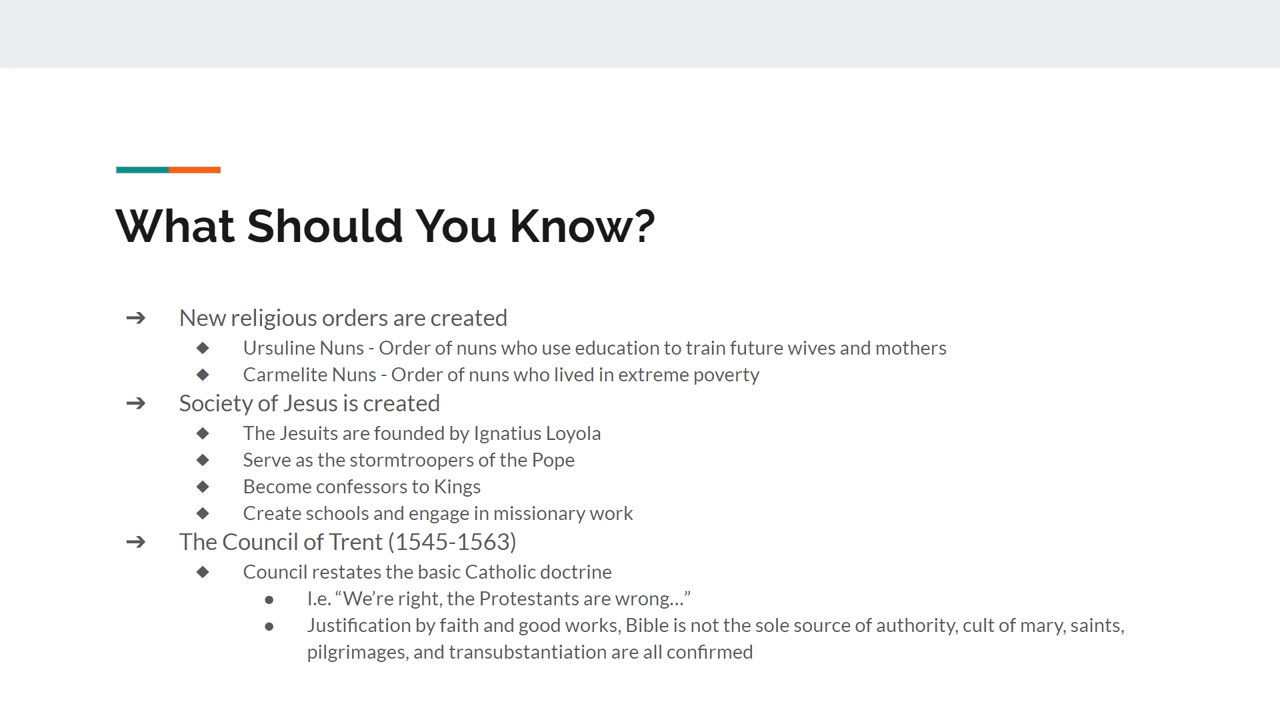 What Should You Know?
➔ New religious orders are created
◆ Ursuline Nuns - Order of nuns who use education to train future wives and mothers
◆ Carmelite Nuns - Order of nuns who lived in extreme poverty
➔ Society of Jesus is created
◆ The Jesuits are founded by Ignatius Loyola
◆ Serve as the stormtroopers of the Pope
◆ Become confessors to Kings
◆ Create schools and engage in missionary work
➔ The Council of Trent (1545-1563)
◆ Council restates the basic Catholic doctrine
● I.e. “We’re right, the Protestants are wrong…”
● Justification by faith and good works, Bible is not the sole source of authority, cult of mary, saints,
pilgrimages, and transubstantiation are all confirmed